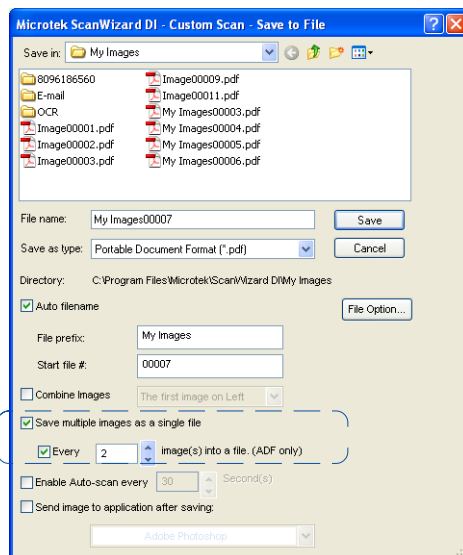 Microtek ScanWizard DI - Custom Scan - Save to File
Save in: My Images
8096186560
E-mail
OCR
Image00001.pdf
Image00002.pdf
Image00003.pdf
Image00009.pdf
Image00011.pdf
My Images00003.pdf
My Images00004.pdf
My Images00005.pdf
My Images00006.pdf
File name: My Images00007 Save
Save as type: Portable Document Format (*.pdf) Cancel
Directory: C:\Program Files\Microtek\ScanWizard DI\My Images
Auto filename File Option...
File prefix: My Images
Start file #: 00007
Combine Images The first image on Left
Save multiple images as a single file
Every 2 image(s) into a file. (ADF only)
Enable Auto-scan every 30 Second(s)
Send image to application after saving:
Adobe Photoshop